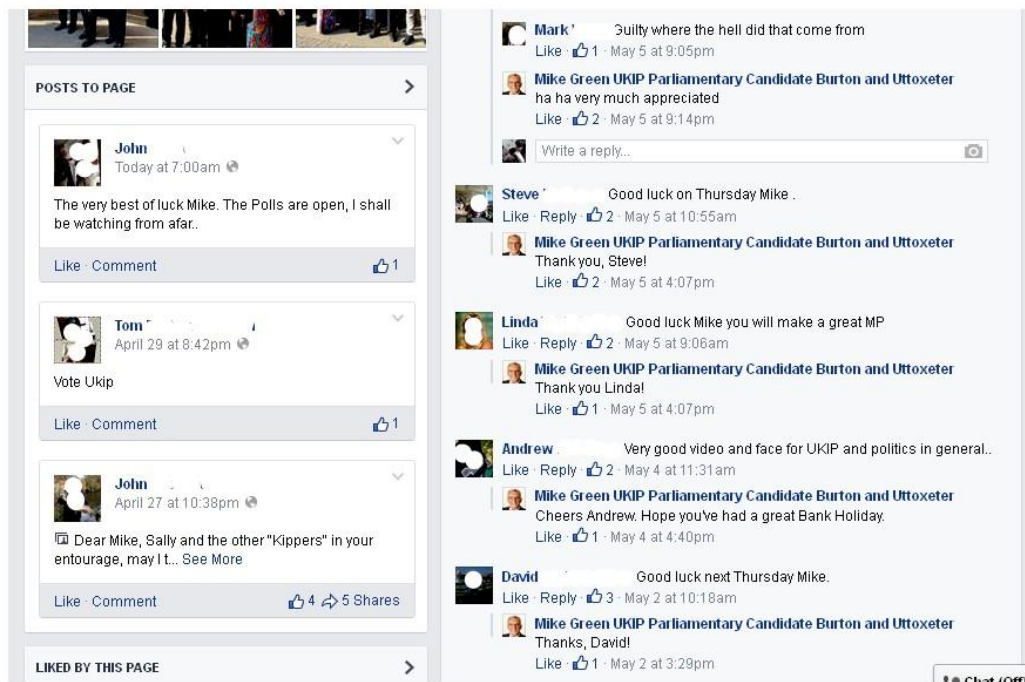 POSTS TO PAGE
John
Today at 7:00am
The very best of luck Mike. The Polls are open, I shall
be watching from afar..
Like · Comment 1
Tom
April 29 at 8:42pm
Vote Ukip
Like · Comment 1
John
April 27 at 10:38pm
Dear Mike, Sally and the other "Kippers" in your
entourage, may I t... See More
Like · Comment 4 5 Shares
LIKED BY THIS PAGE
Mark Guilty where the hell did that come from
Like · 1 · May 5 at 9:05pm
Mike Green UKIP Parliamentary Candidate Burton and Uttoxeter
ha ha very much appreciated
Like · 2 · May 5 at 9:14pm
Write a reply...
Steve Good luck on Thursday Mike .
Like · Reply · 2 · May 5 at 10:55am
Mike Green UKIP Parliamentary Candidate Burton and Uttoxeter
Thank you, Steve!
Like · 2 · May 5 at 4:07pm
Linda Good luck Mike you will make a great MP
Like · Reply · 2 · May 5 at 9:06am
Mike Green UKIP Parliamentary Candidate Burton and Uttoxeter
Thank you Linda!
Like · 1 · May 5 at 4:07pm
Andrew Very good video and face for UKIP and politics in general..
Like · Reply · 2 · May 4 at 11:31am
Mike Green UKIP Parliamentary Candidate Burton and Uttoxeter
Cheers Andrew. Hope you've had a great Bank Holiday.
Like · 1 · May 4 at 4:40pm
David Good luck next Thursday Mike.
Like · Reply · 3 · May 2 at 10:18am
Mike Green UKIP Parliamentary Candidate Burton and Uttoxeter
Thanks, David!
Like · 1 · May 2 at 3:29pm
Chat (Off